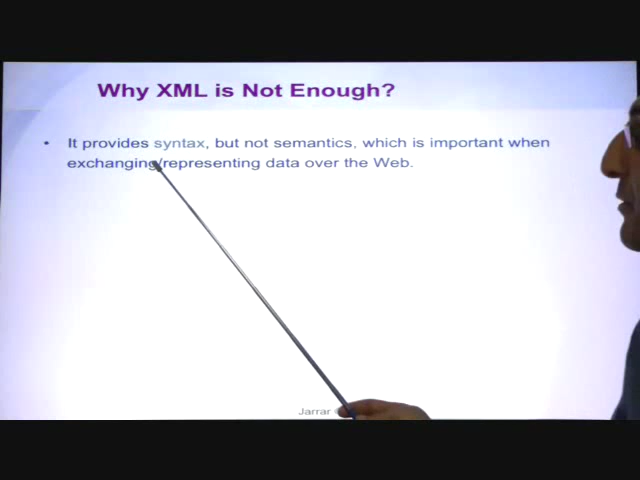 Why XML is Not Enough?
• It provides syntax, but not semantics, which is important when
exchanging/representing data over the Web.
Jarrar ©